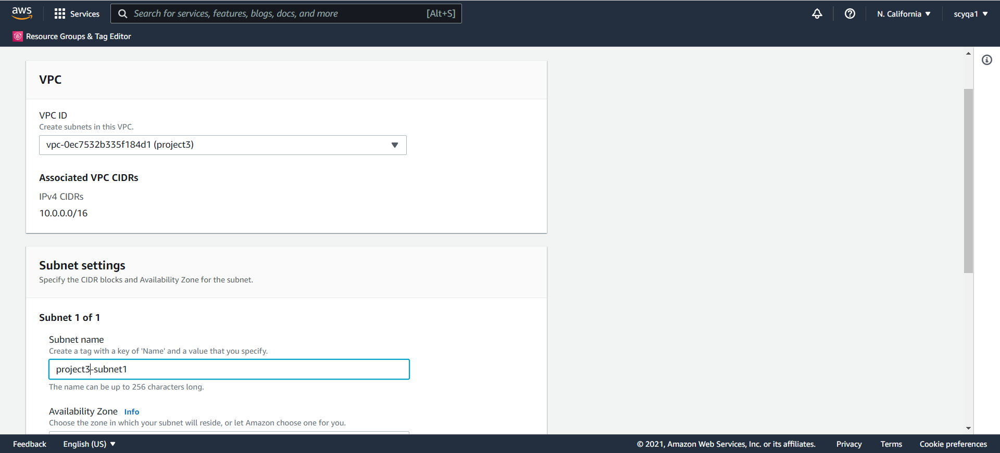 aws
Services
Search for services, features, blogs, docs, and more [Alt+S]
N. California
scyqa1
Resource Groups & Tag Editor
VPC
VPC ID
Create subnets in this VPC.
vpc-0ec7532b335f184d1 (project3)
Associated VPC CIDRs
IPv4 CIDRs
10.0.0.0/16
Subnet settings
Specify the CIDR blocks and Availability Zone for the subnet.
Subnet 1 of 1
Subnet name
Create a tag with a key of 'Name' and a value that you specify.
project3-subnet1
The name can be up to 256 characters long.
Availability Zone Info
Choose the zone in which your subnet will reside, or let Amazon choose one for you.
Feedback English (US) © 2021, Amazon Web Services, Inc. or its affiliates. Privacy Terms Cookie preferences